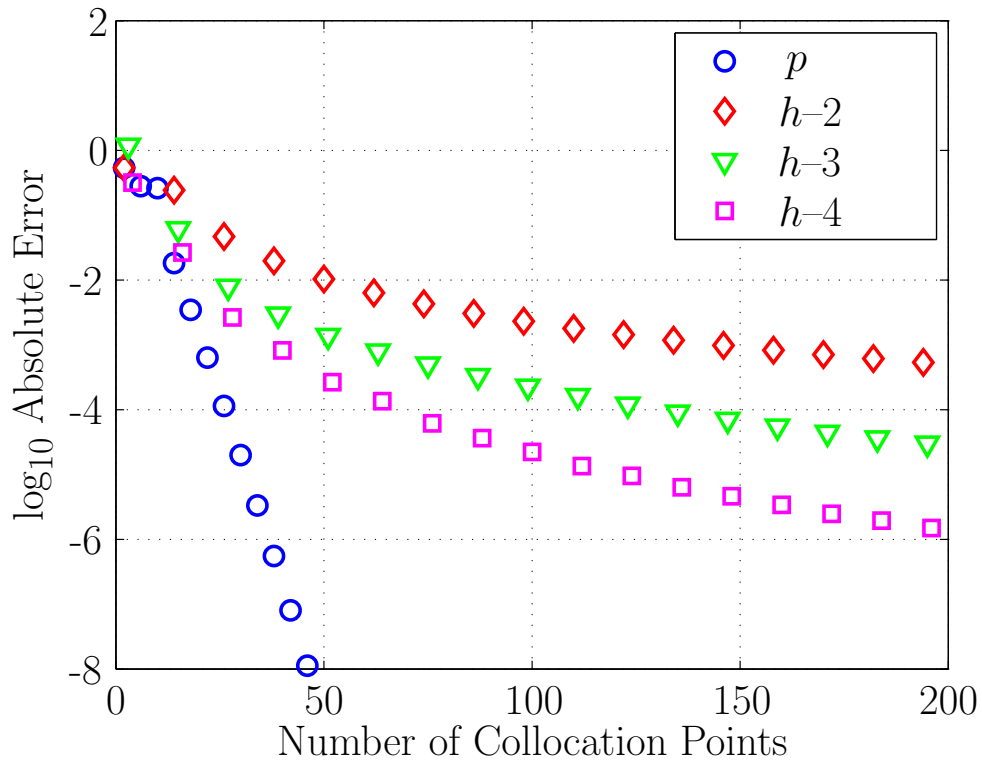 2
0
-2
-4
-6
-8
log10 Absolute Error
p
h–2
h–3
h–4
0 50 100 150 200
Number of Collocation Points